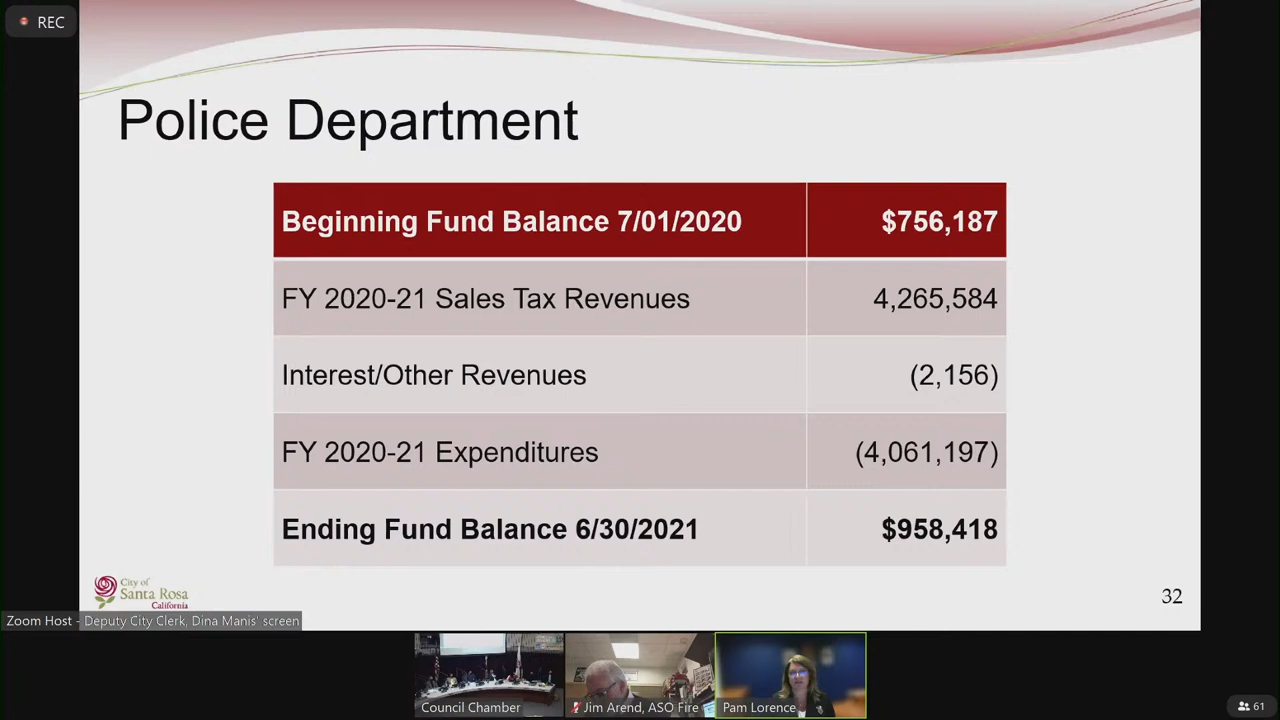 REC
Police Department
Beginning Fund Balance 7/01/2020 $756,187
FY 2020-21 Sales Tax Revenues 4,265,584
Interest/Other Revenues (2,156)
FY 2020-21 Expenditures (4,061,197)
Ending Fund Balance 6/30/2021 $958,418
City of
Santa Rosa
California
32
Zoom Host - Deputy City Clerk, Dina Manis' screen
Council Chamber
Jim Arend, ASO Fire
Pam Lorence
61